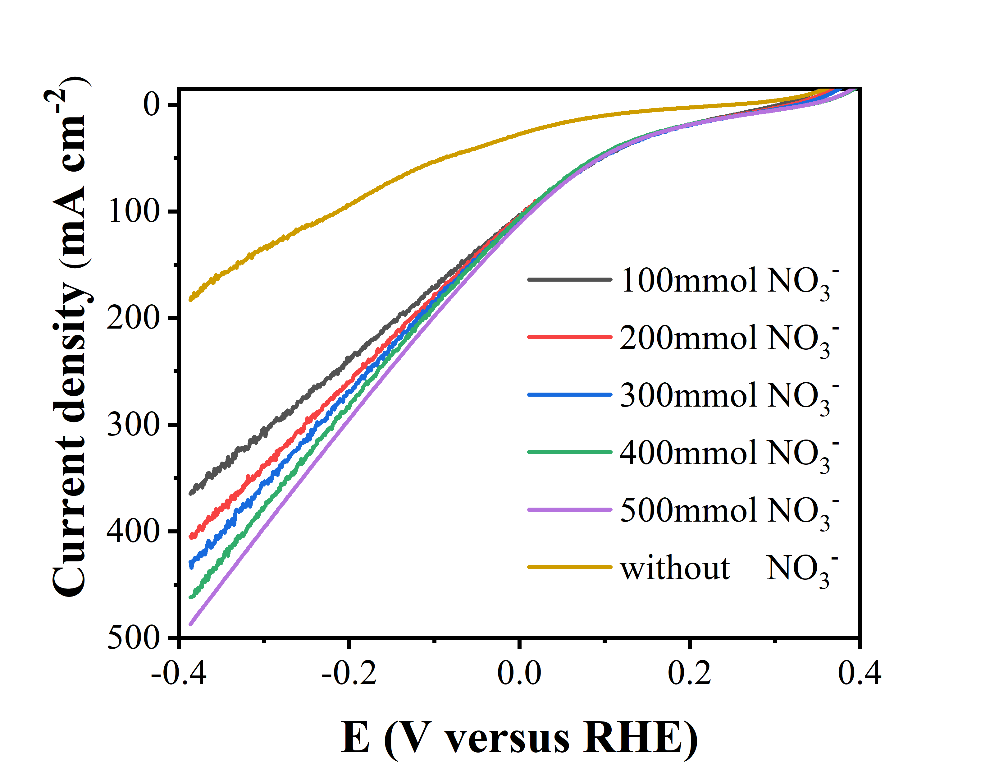 Current density (mA cm-2)
0
100
200
300
400
500
100mmol NO3-
200mmol NO3-
300mmol NO3-
400mmol NO3-
500mmol NO3-
without NO3-
-0.4 -0.2 0.0 0.2 0.4
E (V versus RHE)